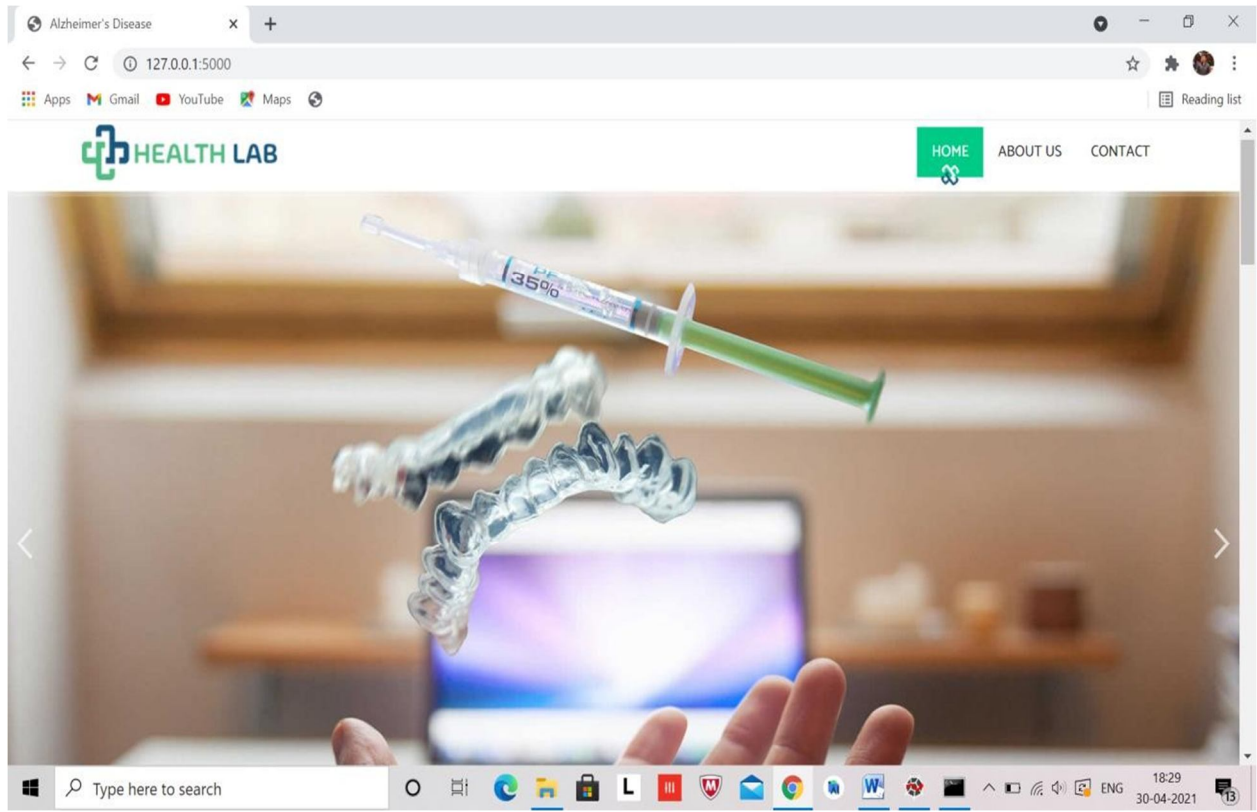 Alzheimer's Disease
127.0.0.1:5000
Apps Gmail YouTube Maps Reading list
HEALTH LAB HOME ABOUT US CONTACT
35%
Type here to search
L
W
ENG
18:29
30-04-2021
13